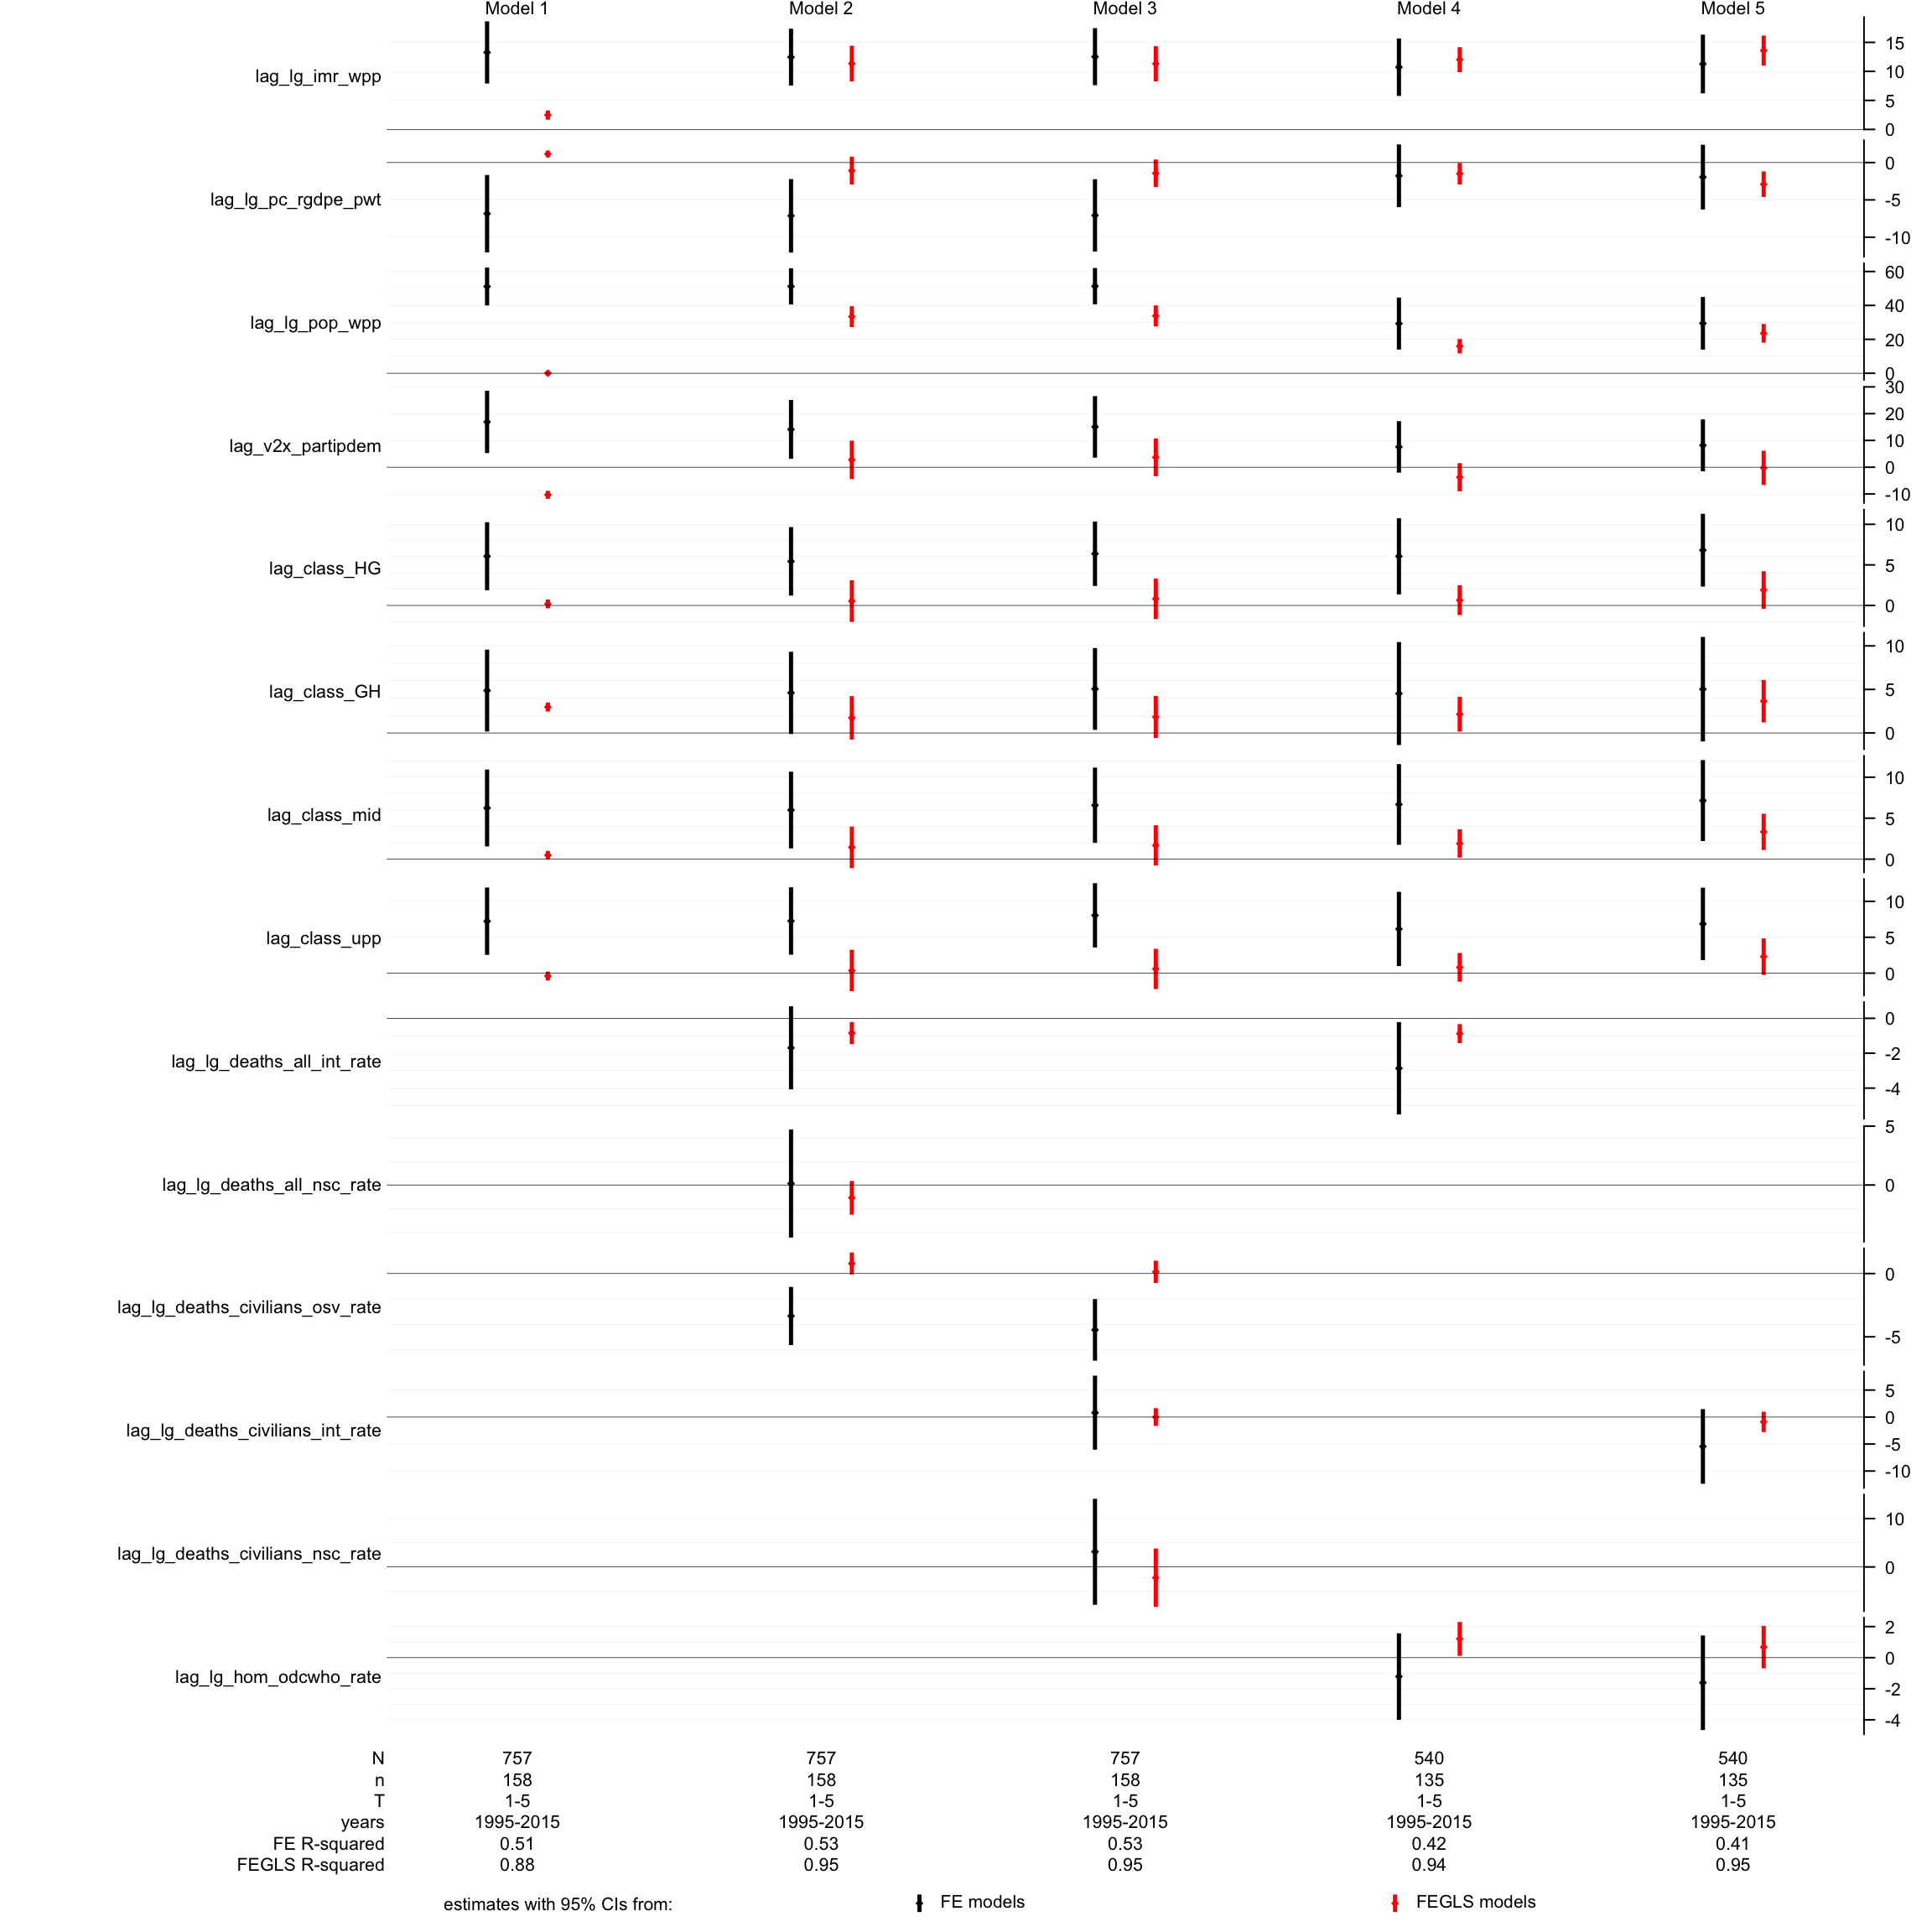 Model 1 Model 2 Model 3 Model 4 Model 5
lag_lg_imr_wpp 15 10 5 0
lag_lg_pc_rgdpe_pwt 0 -5 -10
lag_lg_pop_wpp 60 40 20 0
lag_v2x_partipdem 30 20 10 0 -10
lag_class_HG 10 5 0
lag_class_GH 10 5 0
lag_class_mid 10 5 0
lag_class_upp 10 5 0
lag_lg_deaths_all_int_rate 0 -2 -4
lag_lg_deaths_all_nsc_rate 5 0
lag_lg_deaths_civilians_osv_rate 0 -5
lag_lg_deaths_civilians_int_rate 5 0 -5 -10
lag_lg_deaths_civilians_nsc_rate 10 0
lag_lg_hom_odcwho_rate 2 0 -2 -4
N 757 757 757 540 540
n 158 158 158 135 135
T 1-5 1-5 1-5 1-5 1-5
years 1995-2015 1995-2015 1995-2015 1995-2015 1995-2015
FE R-squared 0.51 0.53 0.53 0.42 0.41
FEGLS R-squared 0.88 0.95 0.95 0.94 0.95
estimates with 95% CIs from: FE models FEGLS models